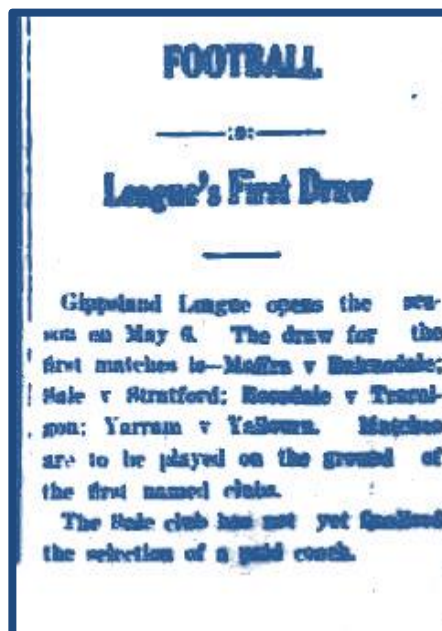 FOOTBALL
League's First Draw
Gippsland League opens the sea-
son on May 6. The draw for the
first matches is—Maffra v Bairnsdale;
Sale v Stratford; Rosedale v Traral-
gon; Yarram v Yallourn. Matches
are to be played on the ground of
the first named clubs.
The Sale club has not yet finalised
the selection of a paid coach.